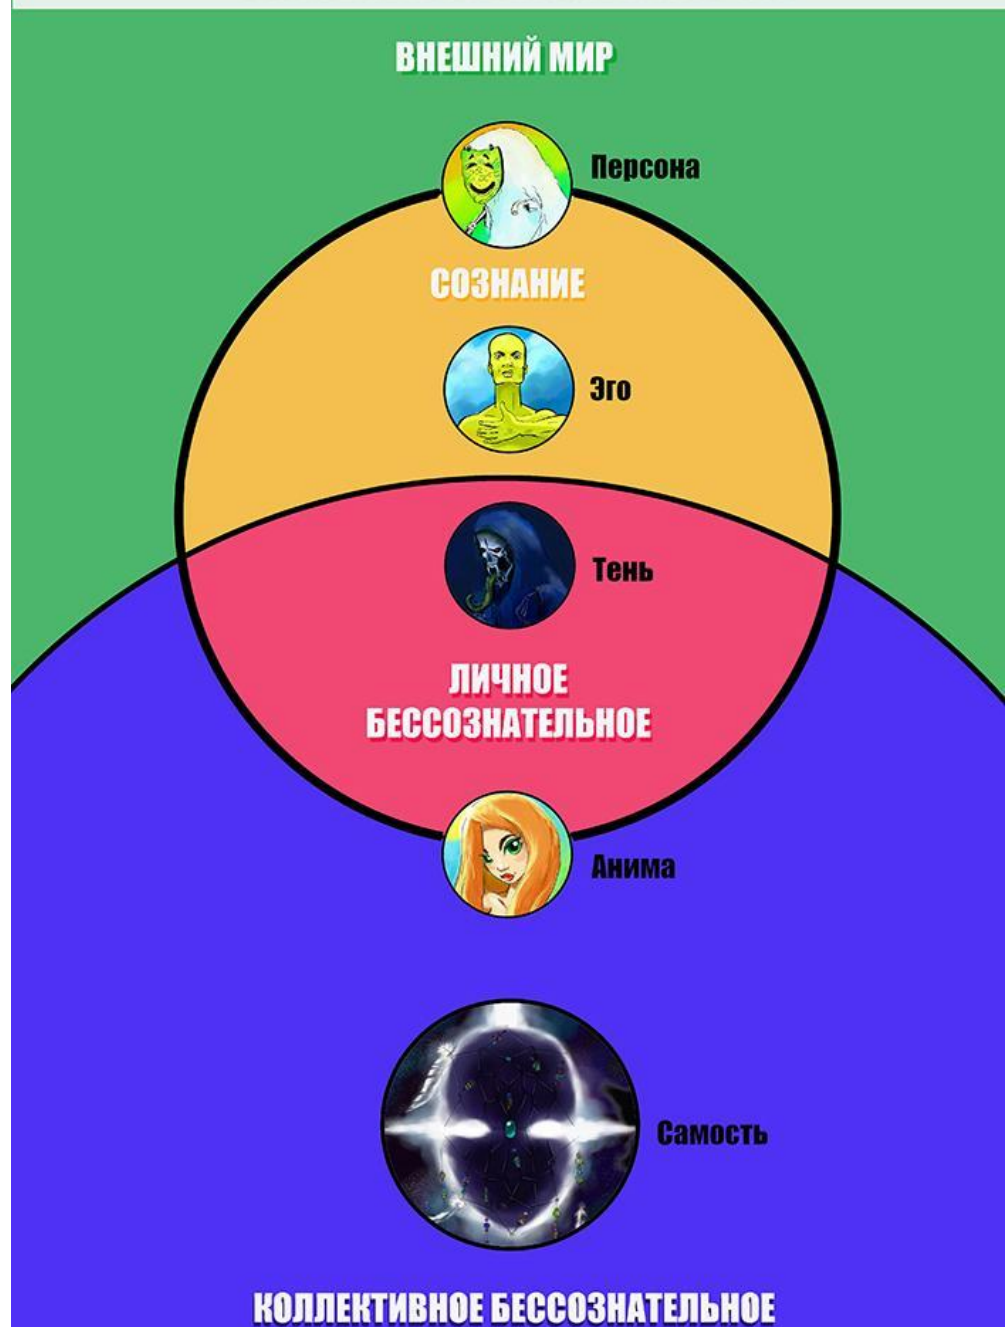 ВНЕШНИЙ МИР
Персона
СОЗНАНИЕ
Эго
Тень
ЛИЧНОЕ
БЕССОЗНАТЕЛЬНОЕ
Анима
Самость
КОЛЛЕКТИВНОЕ БЕССОЗНАТЕЛЬНОЕ